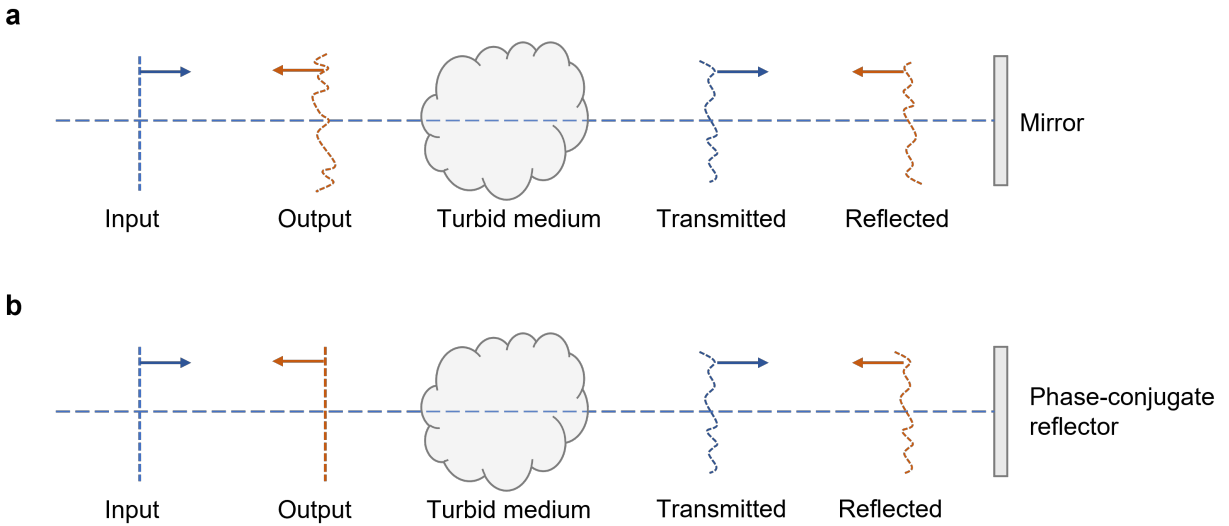 a
Mirror
Input
Output
Turbid medium
Transmitted
Reflected
b
Phase-conjugate
reflector
Input
Output
Turbid medium
Transmitted
Reflected